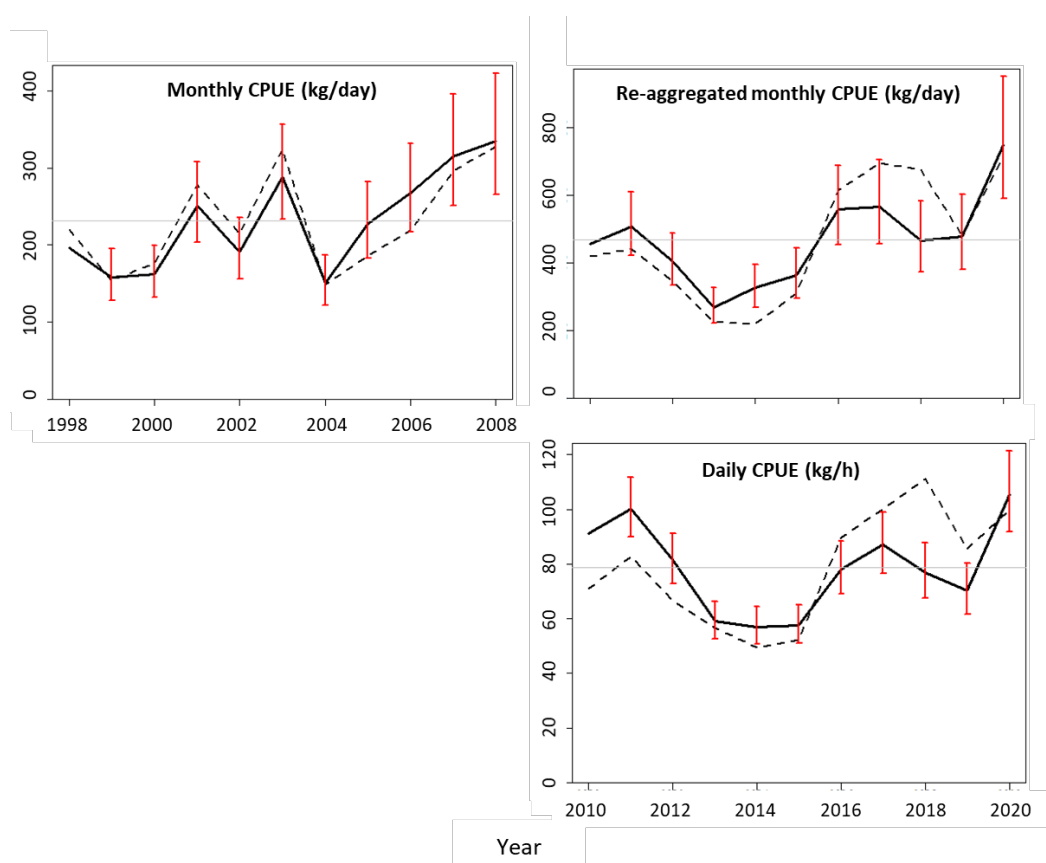 Monthly CPUE (kg/day)
400
300
200
100
0
1998 2000 2002 2004 2006 2008
Re-aggregated monthly CPUE (kg/day)
800
600
400
200
0
Daily CPUE (kg/h)
120
100
80
60
40
20
0
2010 2012 2014 2016 2018 2020
Year